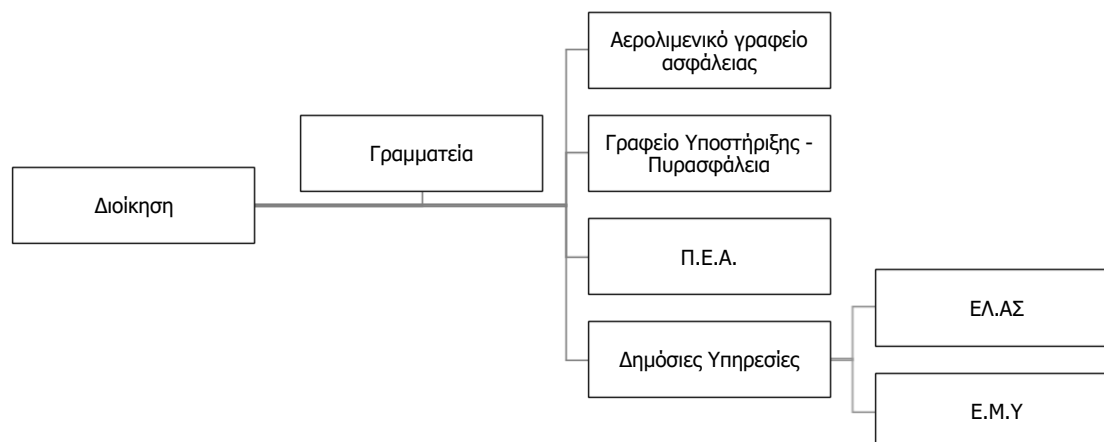 Διοίκηση
Γραμματεία
Αερολιμενικό γραφείο
ασφάλειας
Γραφείο Υποστήριξης -
Πυρασφάλεια
Π.Ε.Α.
Δημόσιες Υπηρεσίες
ΕΛ.ΑΣ
Ε.Μ.Υ